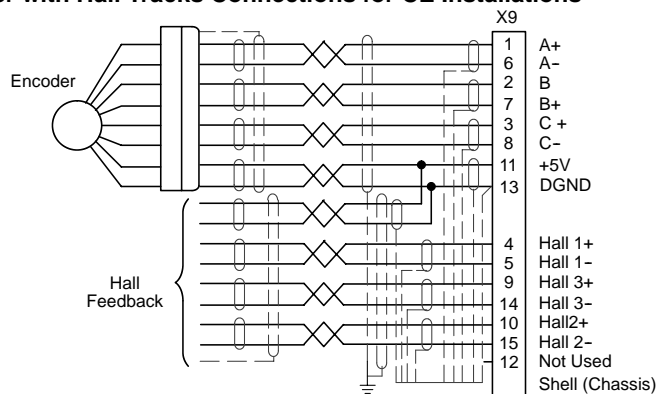 er with Hall Tracks Connections for CE Installations
X9
Encoder
1 A+
6 A-
2 B
7 B+
3 C +
8 C-
11 +5V
13 DGND
4 Hall 1+
5 Hall 1-
9 Hall 3+
Hall
Feedback
14 Hall 3-
10 Hall2+
15 Hall 2-
12 Not Used
Shell (Chassis)